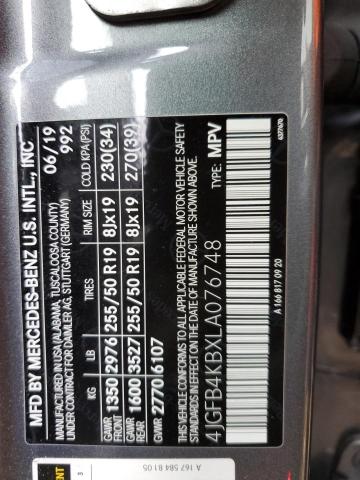 MFD BY MERCEDES-BENZ U.S. INTL., INC
MANUFACTURED IN USA (ALABAMA, TUSCALOOSA COUNTY)
UNDER CONTRACT FOR DAIMLER AG, STUTTGART (GERMANY)
06/19
992
KG LB TIRES RIM SIZE COLD KPA (PSI)
GAWR FRONT 1350 2976 255/50 R19 8Jx19 230(34)
GAWR REAR 1600 3527 255/50 R19 8Jx19 270(39)
GVWR 2770 6107
THIS VEHICLE CONFORMS TO ALL APPLICABLE FEDERAL MOTOR VEHICLE SAFETY
STANDARDS IN EFFECT ON THE DATE OF MANUFACTURE SHOWN ABOVE.
4JGFB4KBXLA076748 TYPE: MPV
A 166 817 09 20
A 167 584 81 05
3